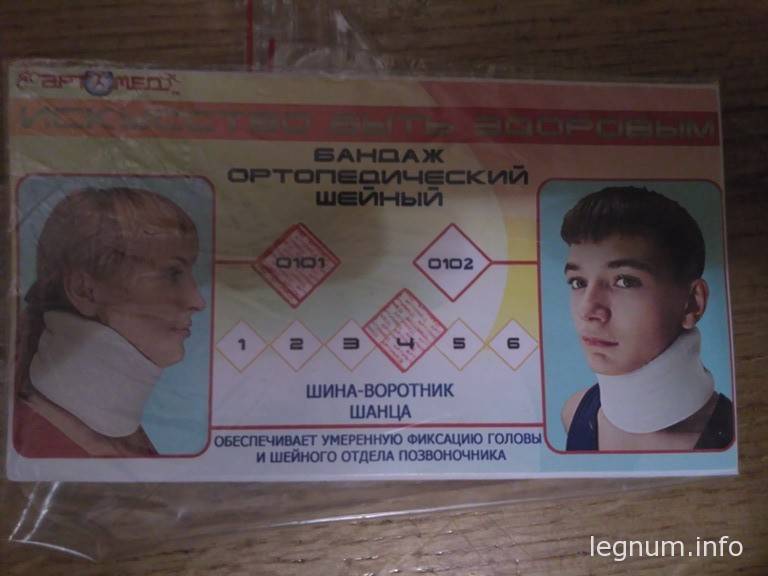 АРТОМЕД
ИСКУССТВО БЫТЬ ЗДОРОВЫМ
БАНДАЖ
ОРТОПЕДИЧЕСКИЙ
ШЕЙНЫЙ
0101 0102
1 2 3 4 5 6
ШИНА-ВОРОТНИК
ШАНЦА
ОБЕСПЕЧИВАЕТ УМЕРЕННУЮ ФИКСАЦИЮ ГОЛОВЫ
И ШЕЙНОГО ОТДЕЛА ПОЗВОНОЧНИКА
legnum.info